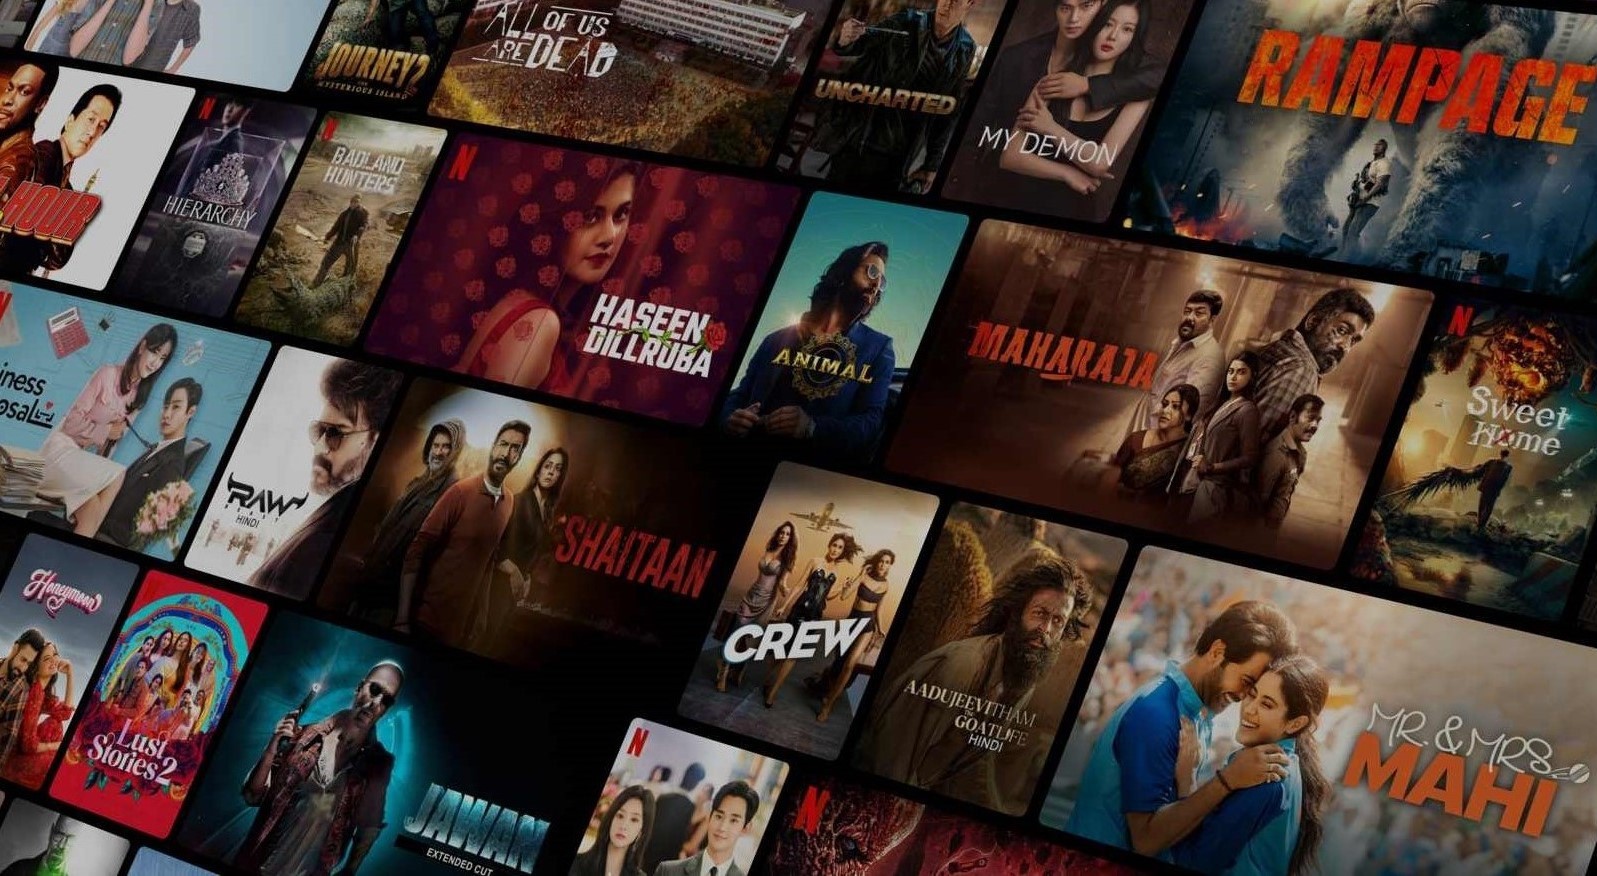 ALL OF US
ARE DEAD
JOURNEY 2
MYSTERIOUS ISLAND
UNCHARTED
MY DEMON
RAMPAGE
HOUR
N
HIERARCHY
N
BADLAND
HUNTERS
N
HASEEN
DILLRUBA
ANIMAL
MAHARAJA
N
Sweet
Home
iness
osal
RAW
HINDI
SHAITAAN
CREW
AADUJEEVITHAM
THE
GOAT LIFE
HINDI
MR. & MRS.
MAHI
Honeymoon
Lust
Stories 2
JAWAN
EXTENDED CUT
N
N